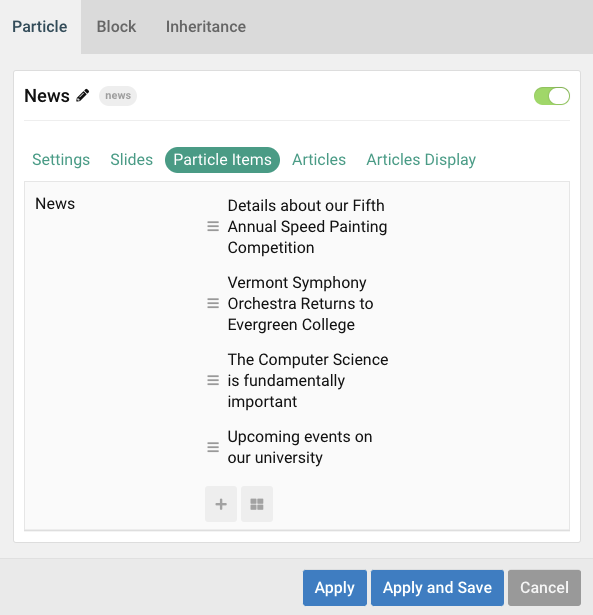 Particle Block Inheritance
News news
Settings Slides Particle Items Articles Articles Display
News
Details about our Fifth
Annual Speed Painting
Competition
Vermont Symphony
Orchestra Returns to
Evergreen College
The Computer Science
is fundamentally
important
Upcoming events on
our university
Apply Apply and Save Cancel